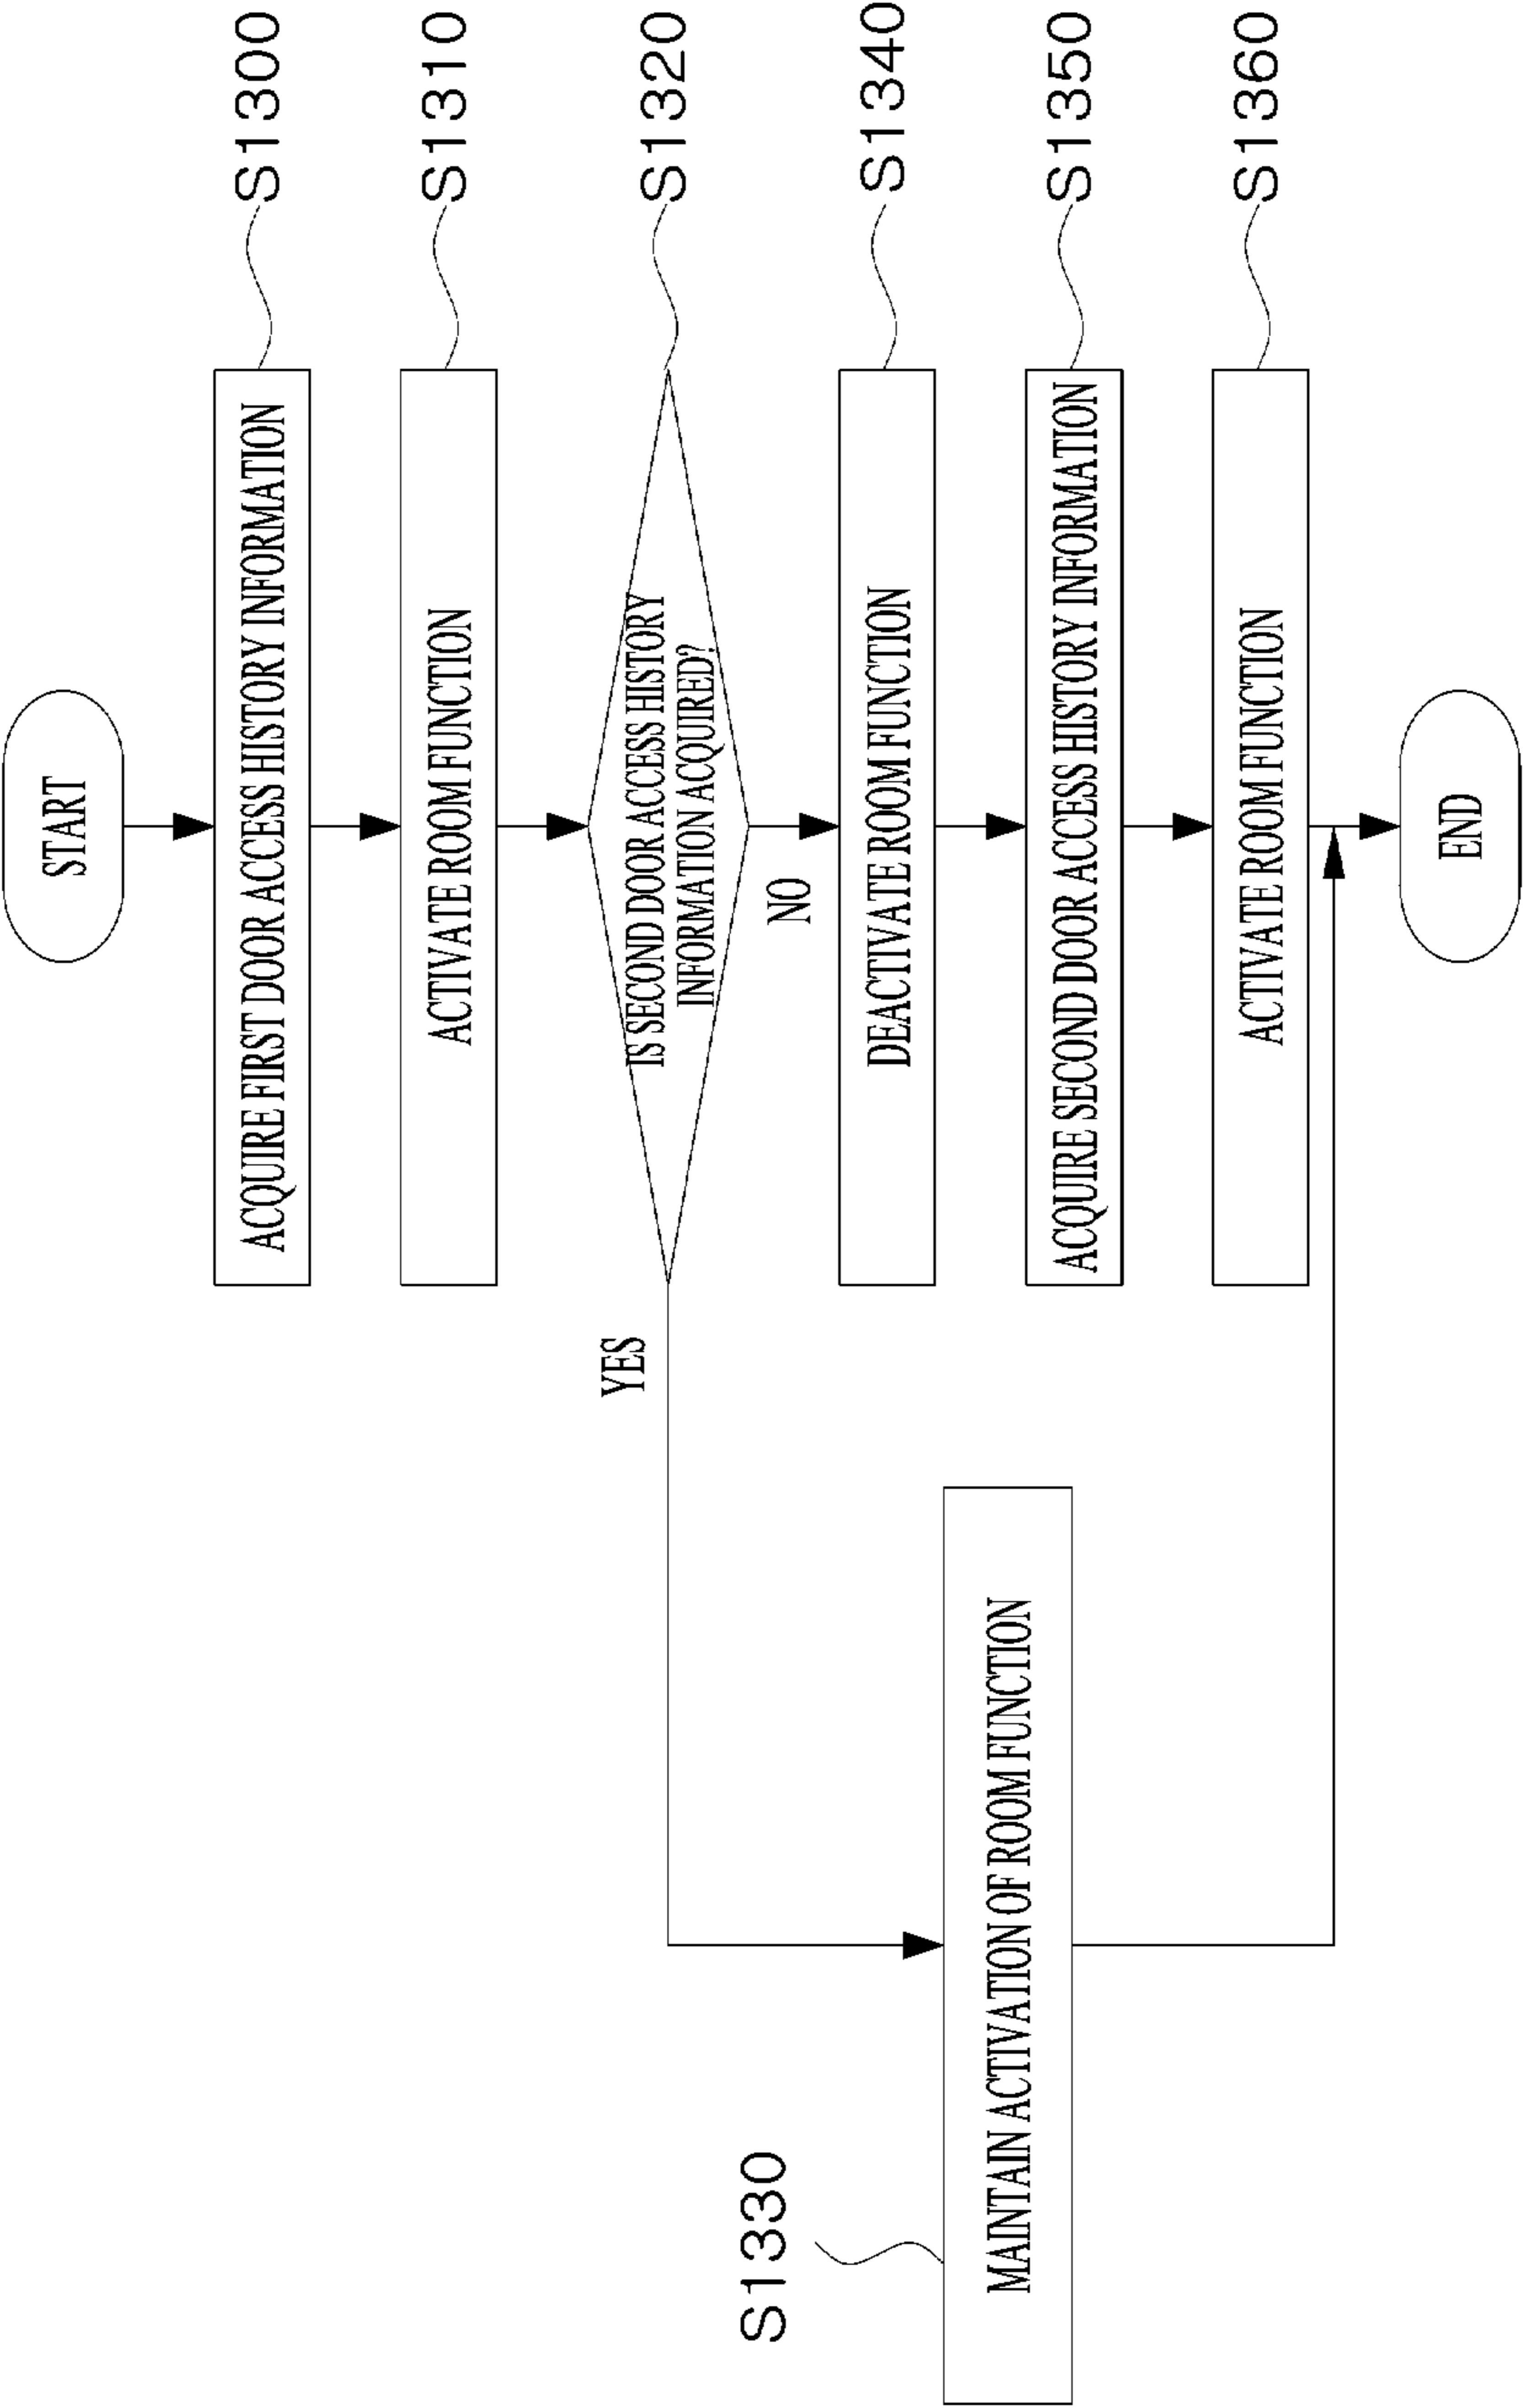 START
ACQUIRE FIRST DOOR ACCESS HISTORY INFORMATION
S1300
ACTIVATE ROOM FUNCTION
S1310
IS SECOND DOOR ACCESS HISTORY
INFORMATION ACQUIRED?
S1320
YES
NO
S1330
MAINTAIN ACTIVATION OF ROOM FUNCTION
DEACTIVATE ROOM FUNCTION
S1340
ACQUIRE SECOND DOOR ACCESS HISTORY INFORMATION
S1350
ACTIVATE ROOM FUNCTION
S1360
END